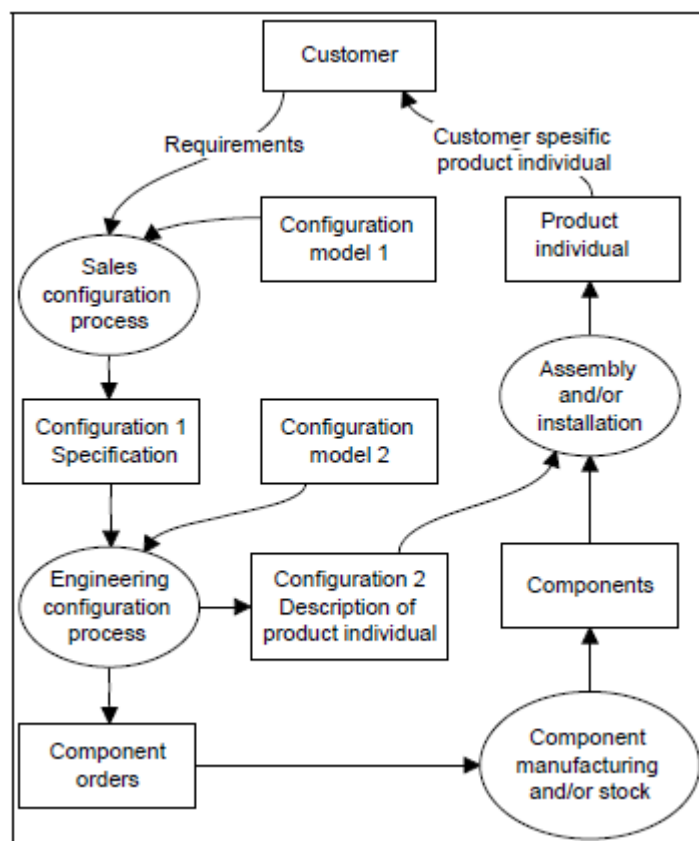 Customer
Requirements
Customer spesific
product individual
Configuration
model 1
Product
individual
Sales
configuration
process
Assembly
and/or
installation
Configuration 1
Specification
Configuration
model 2
Engineering
configuration
process
Configuration 2
Description of
product individual
Components
Component
orders
Component
manufacturing
and/or stock